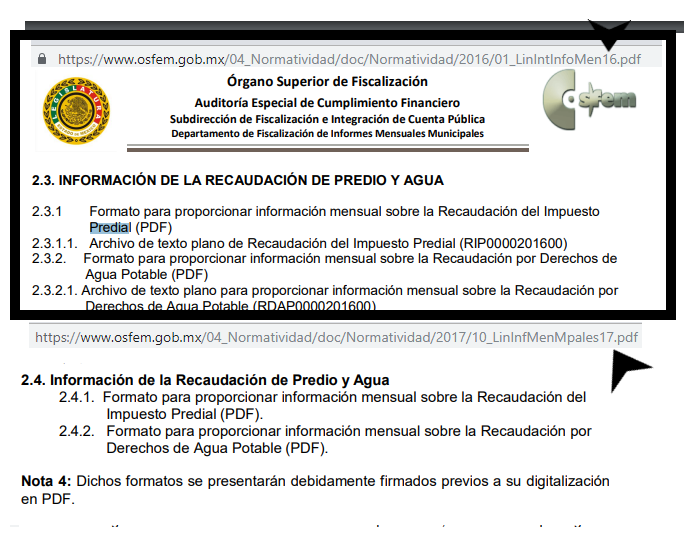 https://www.osfem.gob.mx/04_Normatividad/doc/Normatividad/2016/01_LinIntInfoMen16.pdf
Órgano Superior de Fiscalización
Auditoría Especial de Cumplimiento Financiero
Subdirección de Fiscalización e Integración de Cuenta Pública
Departamento de Fiscalización de Informes Mensuales Municipales
LEGISLATURA
ESTADO DE MÉXICO
osfem
2.3. INFORMACIÓN DE LA RECAUDACIÓN DE PREDIO Y AGUA
2.3.1 Formato para proporcionar información mensual sobre la Recaudación del Impuesto
Predial (PDF)
2.3.1.1. Archivo de texto plano de Recaudación del Impuesto Predial (RIP0000201600)
2.3.2. Formato para proporcionar información mensual sobre la Recaudación por Derechos de
Agua Potable (PDF)
2.3.2.1. Archivo de texto plano para proporcionar información mensual sobre la Recaudación por
Derechos de Agua Potable (RDAP0000201600)
https://www.osfem.gob.mx/04_Normatividad/doc/Normatividad/2017/10_LinInfMenMpales17.pdf
2.4. Información de la Recaudación de Predio y Agua
2.4.1. Formato para proporcionar información mensual sobre la Recaudación del
Impuesto Predial (PDF).
2.4.2. Formato para proporcionar información mensual sobre la Recaudación por
Derechos de Agua Potable (PDF).
Nota 4: Dichos formatos se presentarán debidamente firmados previos a su digitalización
en PDF.